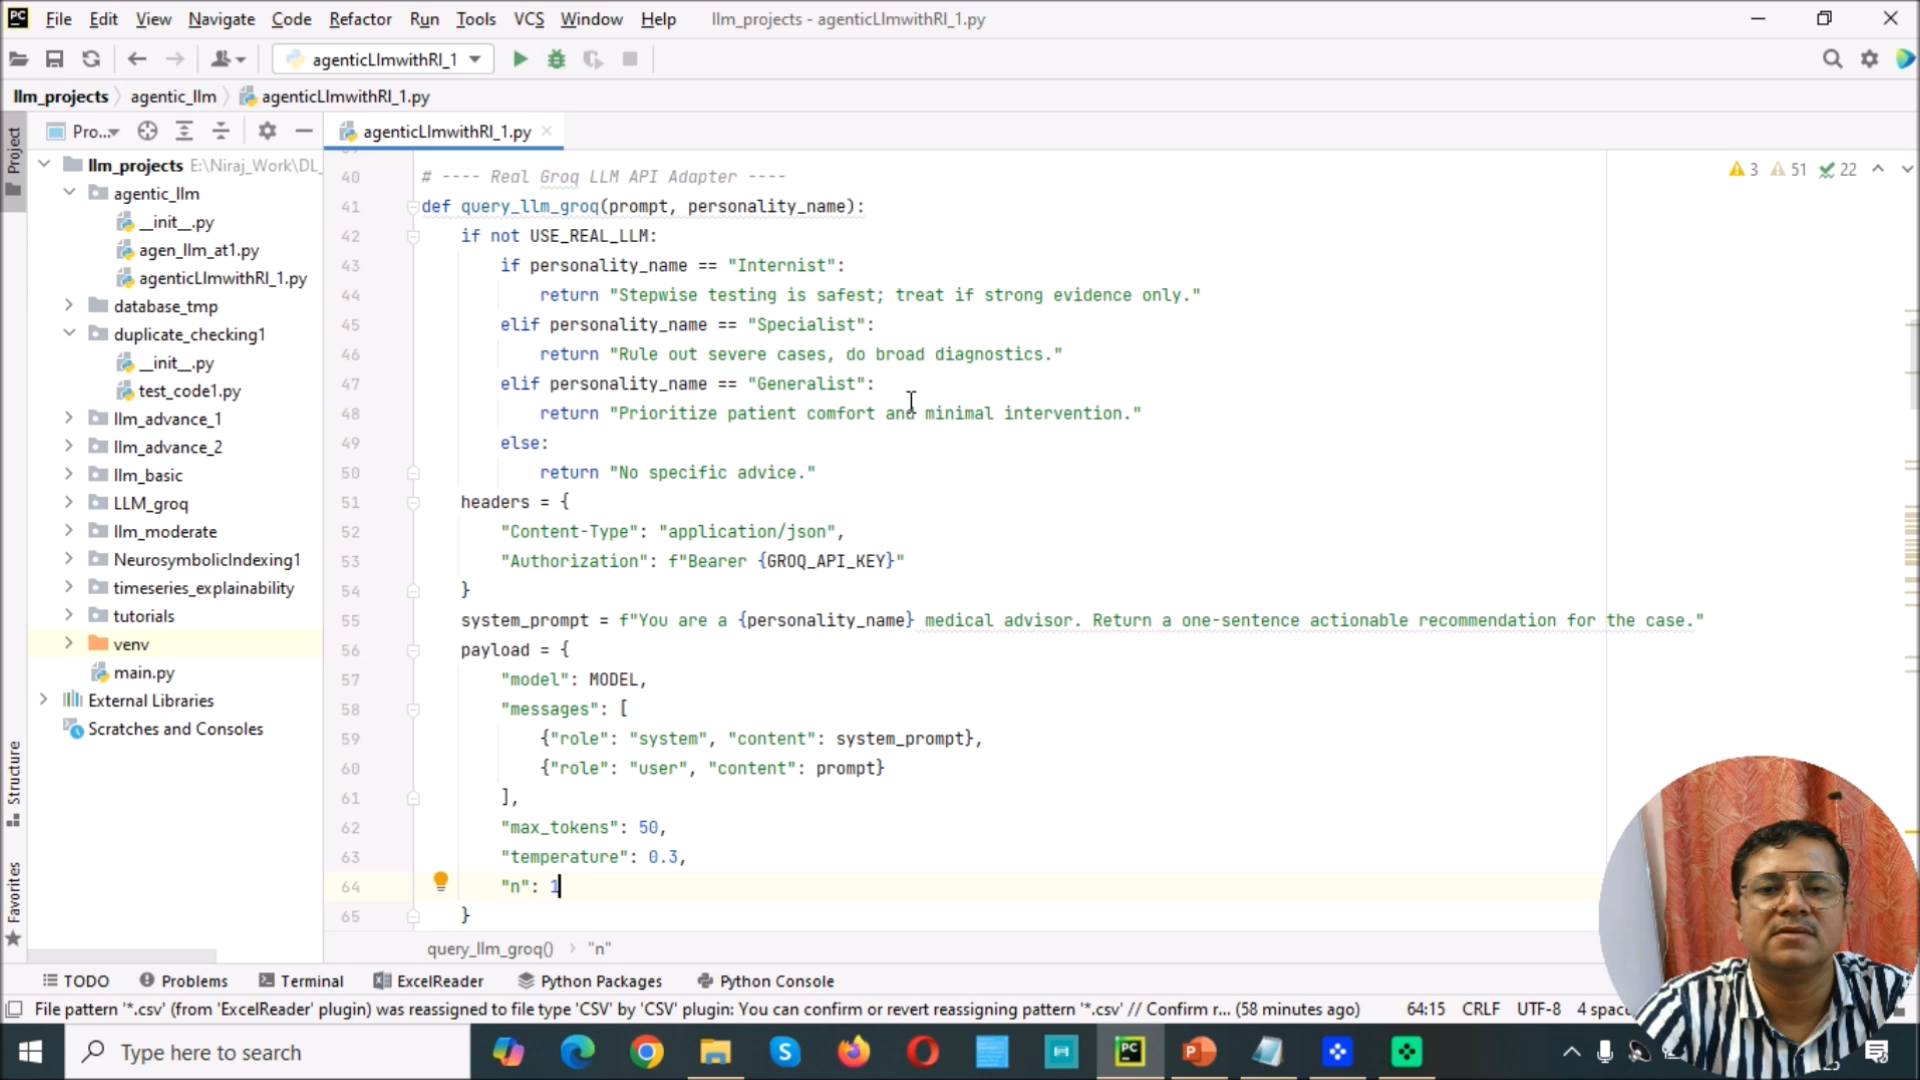 File Edit View Navigate Code Refactor Run Tools VCS Window Help llm_projects - agenticLlmwithRl_1.py
agenticLlmwithRl_1
llm_projects agentic_llm agenticLlmwithRl_1.py
Project
Pro...
agenticLlmwithRl_1.py
llm_projects E:\Niraj_Work\DL_
agentic_llm
__init__.py
agen_llm_at1.py
agenticLlmwithRl_1.py
database_tmp
duplicate_checking1
__init__.py
test_code1.py
llm_advance_1
llm_advance_2
llm_basic
LLM_groq
llm_moderate
NeurosymbolicIndexing1
timeseries_explainability
tutorials
venv
main.py
External Libraries
Scratches and Consoles
Structure
Favorites
3 51 22
40 # ---- Real Groq LLM API Adapter ----
41 def query_llm_groq(prompt, personality_name):
42 if not USE_REAL_LLM:
43 if personality_name == "Internist":
44 return "Stepwise testing is safest; treat if strong evidence only."
45 elif personality_name == "Specialist":
46 return "Rule out severe cases, do broad diagnostics."
47 elif personality_name == "Generalist":
48 return "Prioritize patient comfort and minimal intervention."
49 else:
50 return "No specific advice."
51 headers = {
52 "Content-Type": "application/json",
53 "Authorization": f"Bearer {GROQ_API_KEY}"
54 }
55 system_prompt = f"You are a {personality_name} medical advisor. Return a one-sentence actionable recommendation for the case."
56 payload = {
57 "model": MODEL,
58 "messages": [
59 {"role": "system", "content": system_prompt},
60 {"role": "user", "content": prompt}
61 ],
62 "max_tokens": 50,
63 "temperature": 0.3,
64 "n": 1
65 }
query_llm_groq() "n"
TODO Problems Terminal ExcelReader Python Packages Python Console
File pattern '*.csv' (from 'ExcelReader' plugin) was reassigned to file type 'CSV' by 'CSV' plugin: You can confirm or revert reassigning pattern '*.csv' // Confirm r... (58 minutes ago) 64:15 CRLF UTF-8 4 spac
Type here to search